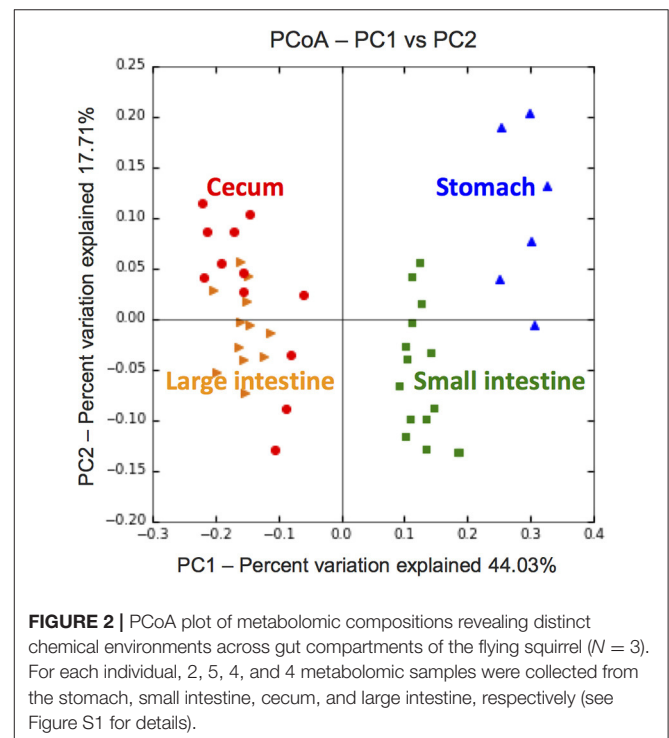 PCoA – PC1 vs PC2
0.25
0.20
0.15
0.10
0.05
0.00
−0.05
−0.10
−0.15
−0.20
PC2 – Percent variation explained 17.71%
Cecum
Stomach
Large intestine
Small intestine
−0.3 −0.2 −0.1 0.0 0.1 0.2 0.3 0.4
PC1 – Percent variation explained 44.03%
FIGURE 2 | PCoA plot of metabolomic compositions revealing distinct
chemical environments across gut compartments of the flying squirrel (N = 3).
For each individual, 2, 5, 4, and 4 metabolomic samples were collected from
the stomach, small intestine, cecum, and large intestine, respectively (see
Figure S1 for details).